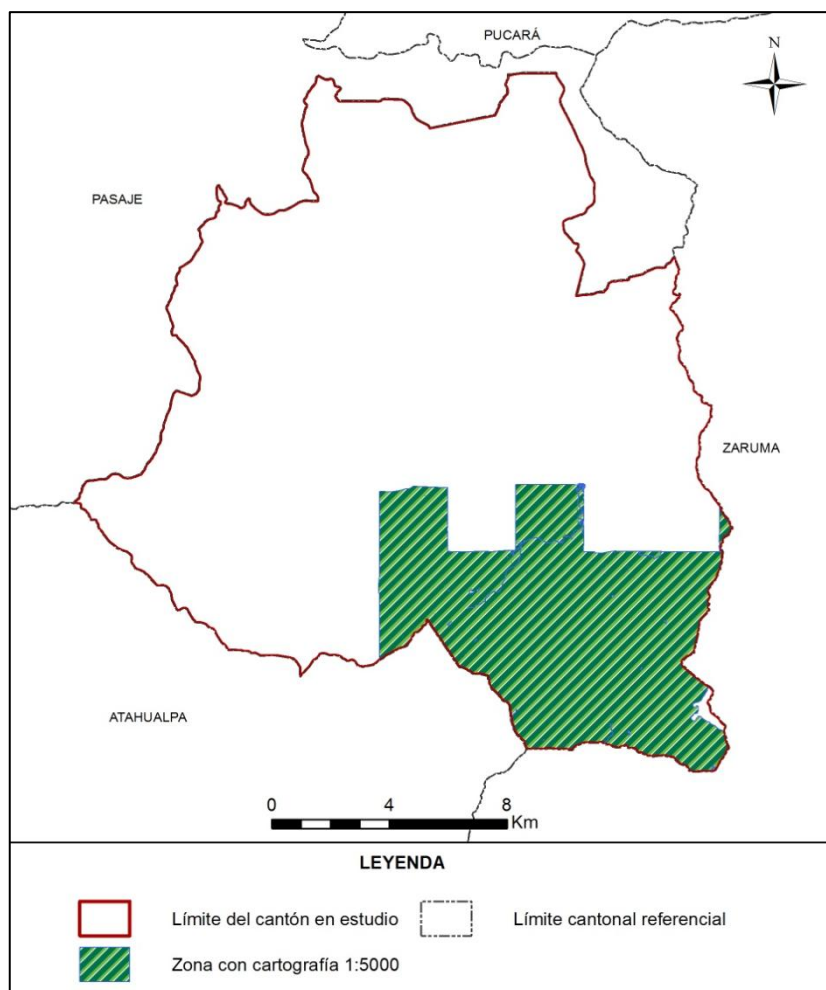 PUCARÁ
N
PASAJE
ZARUMA
ATAHUALPA
0 4 8
Km
LEYENDA
Límite del cantón en estudio
Límite cantonal referencial
Zona con cartografía 1:5000